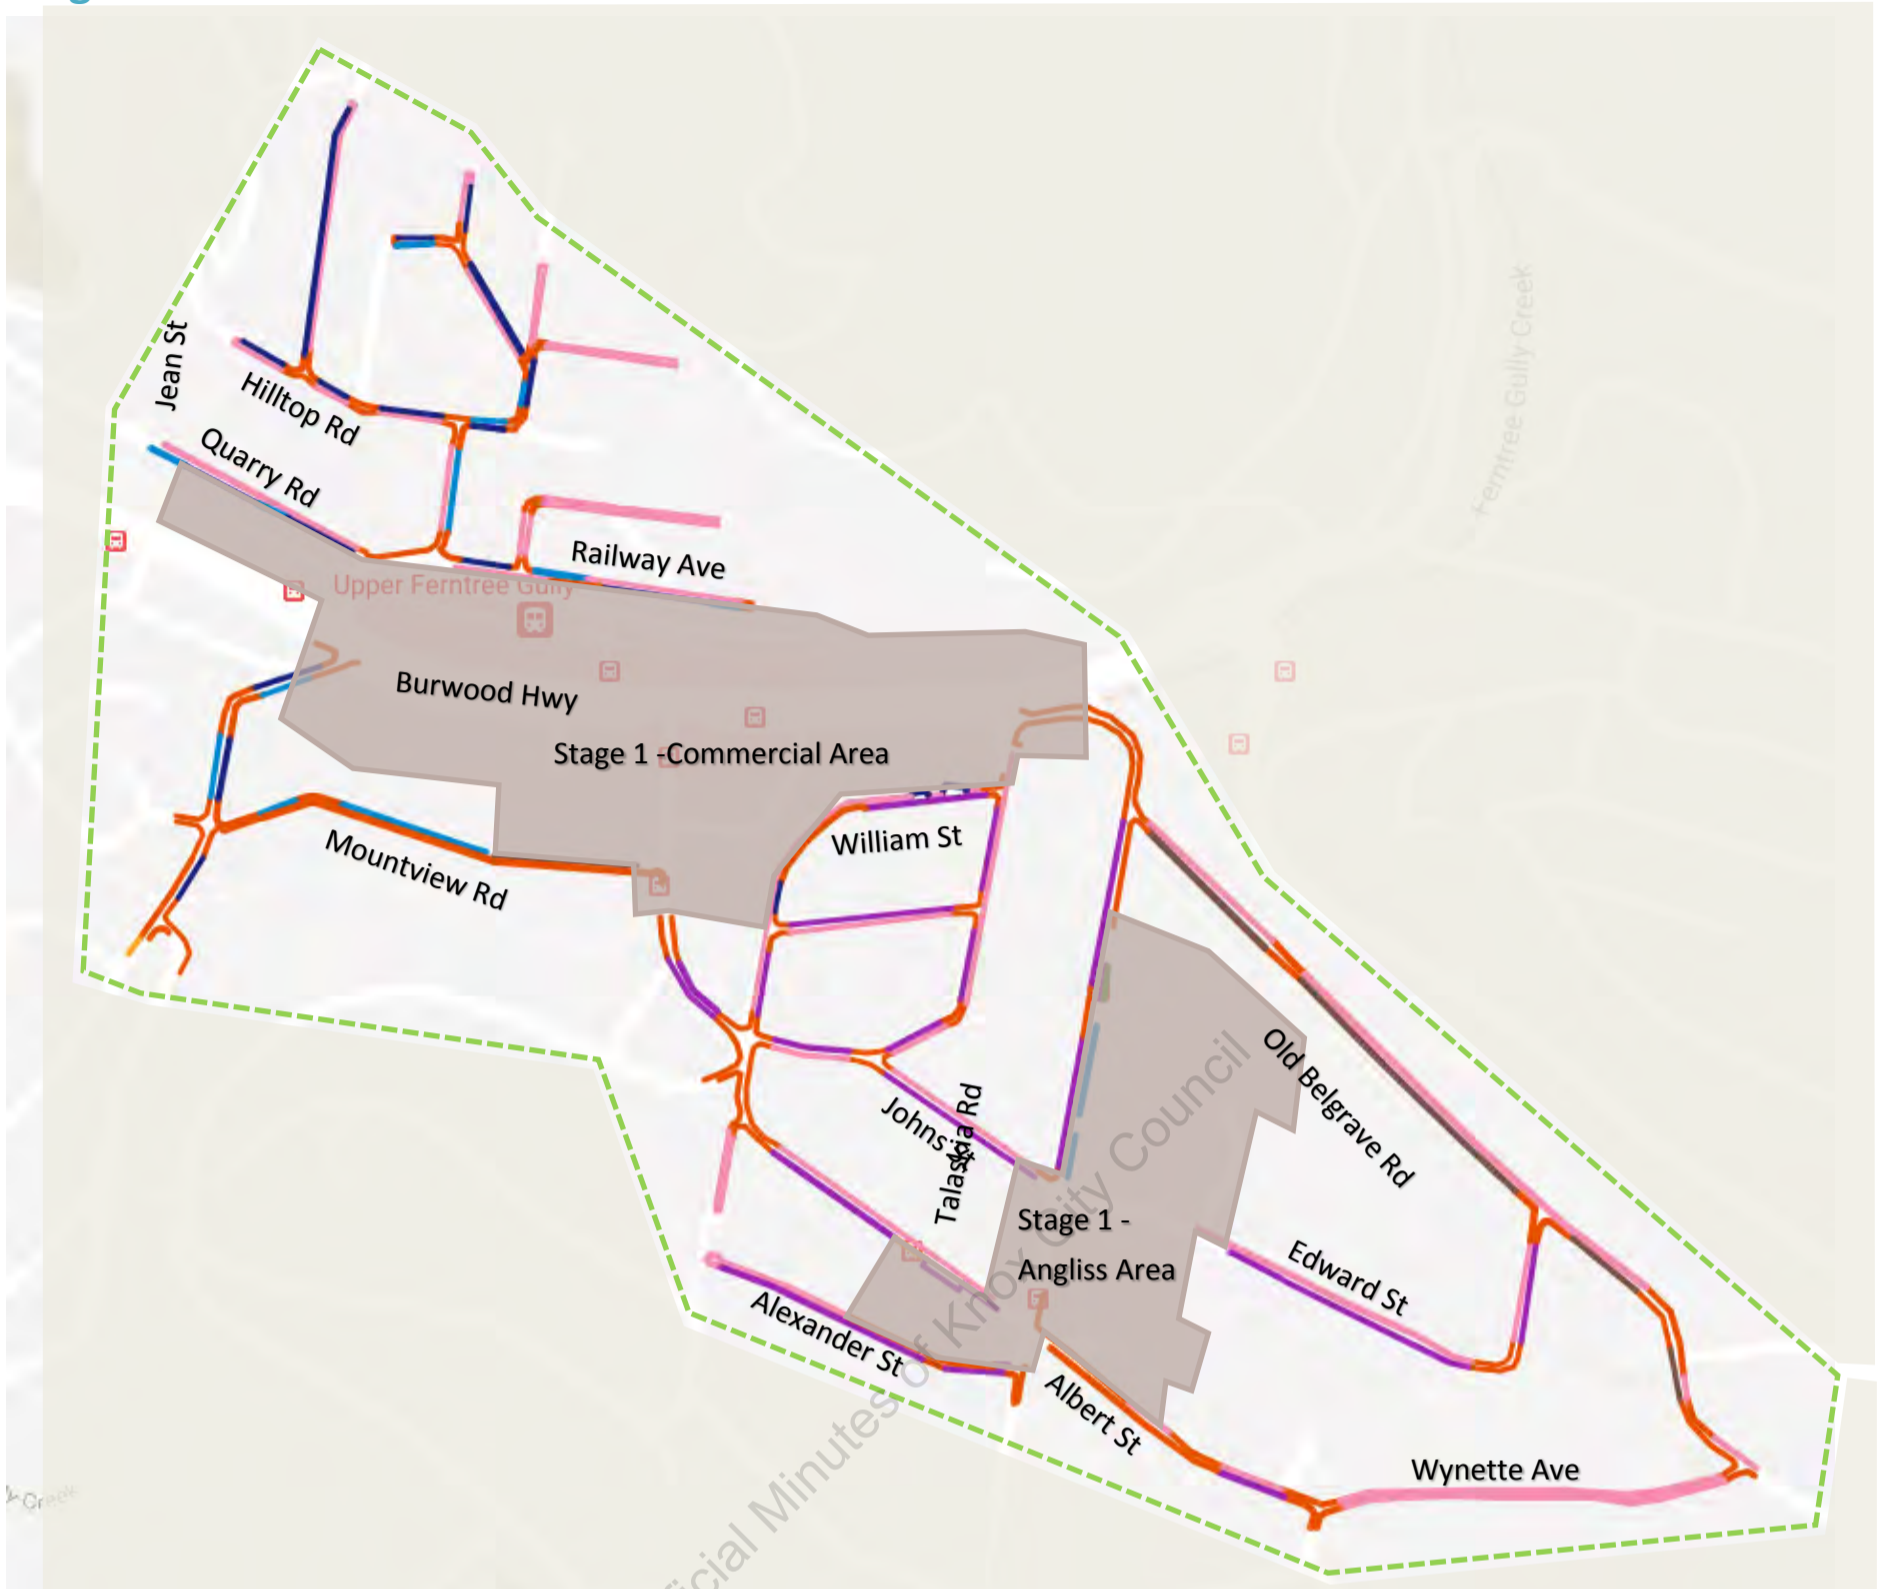 Jean St
Hilltop Rd
Quarry Rd
Railway Ave
Upper Ferntree Gully
Ferntree Gully Creek
Burwood Hwy
Stage 1 -Commercial Area
William St
Mountview Rd
Old Belgrave Rd
Johns St
Talaskia Rd
Stage 1 -
Angliss Area
Edward St
Alexander St
Albert St
Wynette Ave
Creek
Minutes of Knox City Council